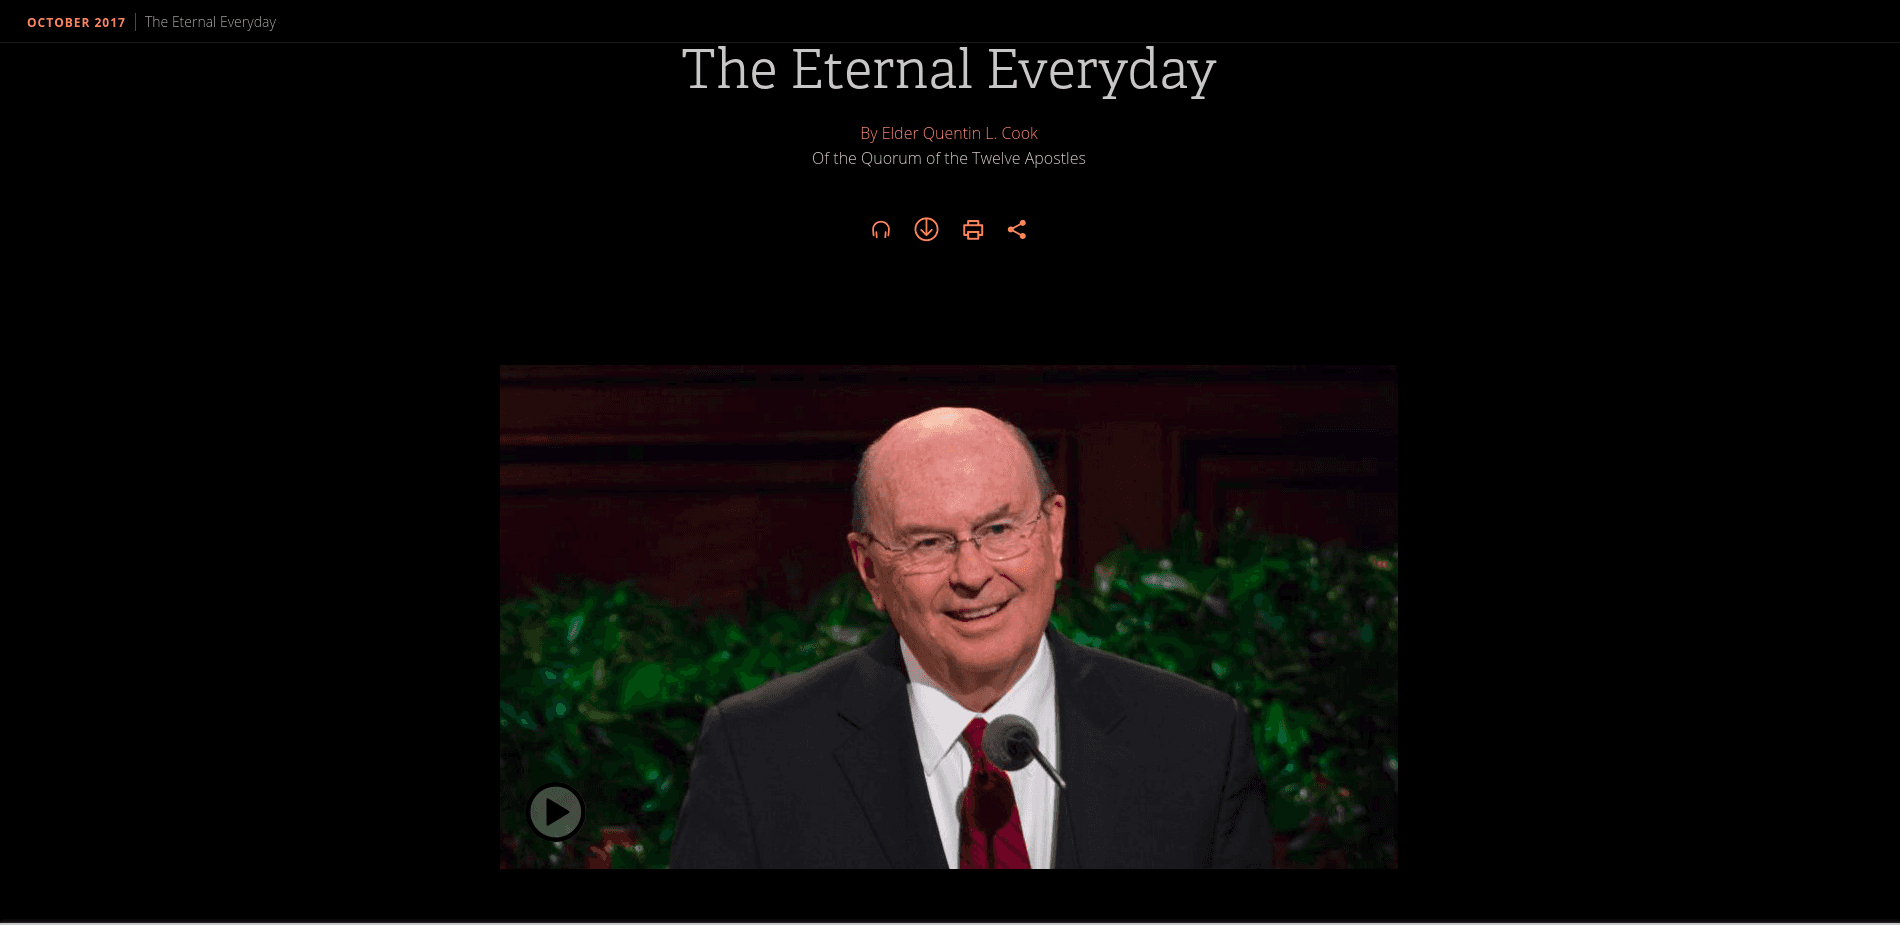 OCTOBER 2017 The Eternal Everyday
The Eternal Everyday
By Elder Quentin L. Cook
Of the Quorum of the Twelve Apostles